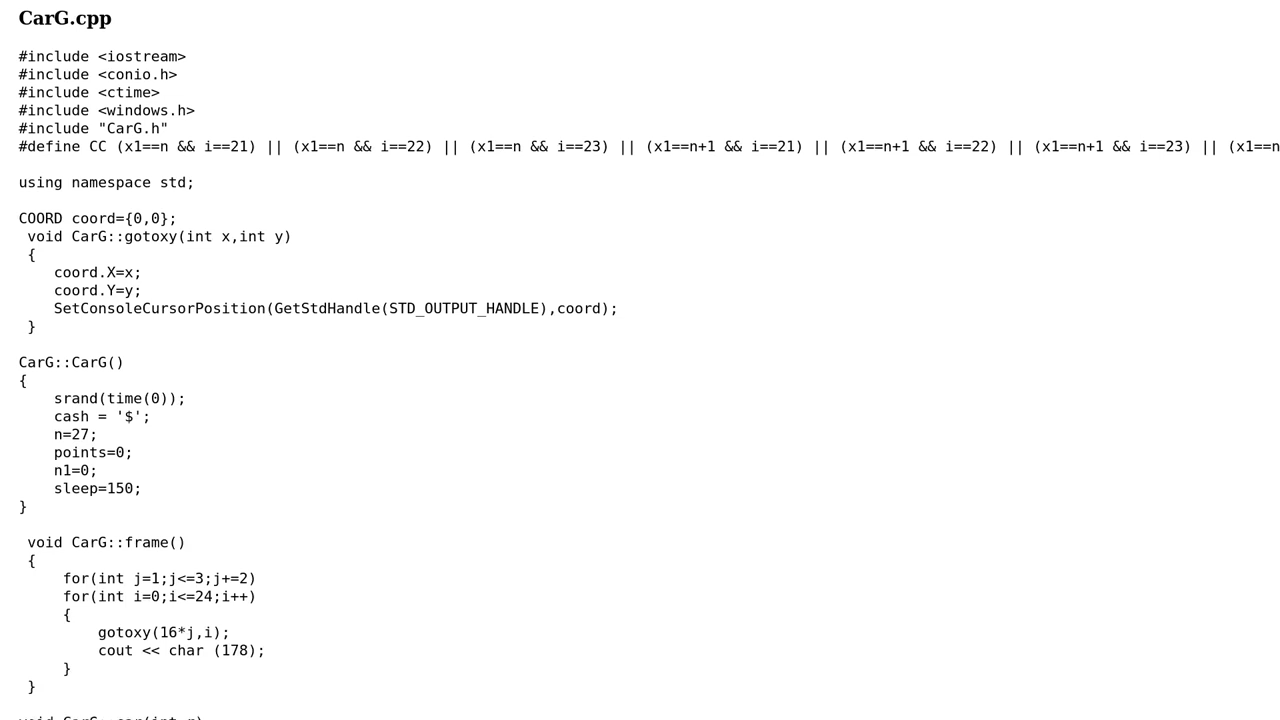 CarG.cpp
#include <iostream>
#include <conio.h>
#include <ctime>
#include <windows.h>
#include "CarG.h"
#define CC (x1==n && i==21) || (x1==n && i==22) || (x1==n && i==23) || (x1==n+1 && i==21) || (x1==n+1 && i==22) || (x1==n+1 && i==23) || (x1==n
using namespace std;
COORD coord={0,0};
void CarG::gotoxy(int x,int y)
{
coord.X=x;
coord.Y=y;
SetConsoleCursorPosition(GetStdHandle(STD_OUTPUT_HANDLE),coord);
}
CarG::CarG()
{
srand(time(0));
cash = '$';
n=27;
points=0;
n1=0;
sleep=150;
}
void CarG::frame()
{
for(int j=1;j<=3;j+=2)
for(int i=0;i<=24;i++)
{
gotoxy(16*j,i);
cout << char (178);
}
}